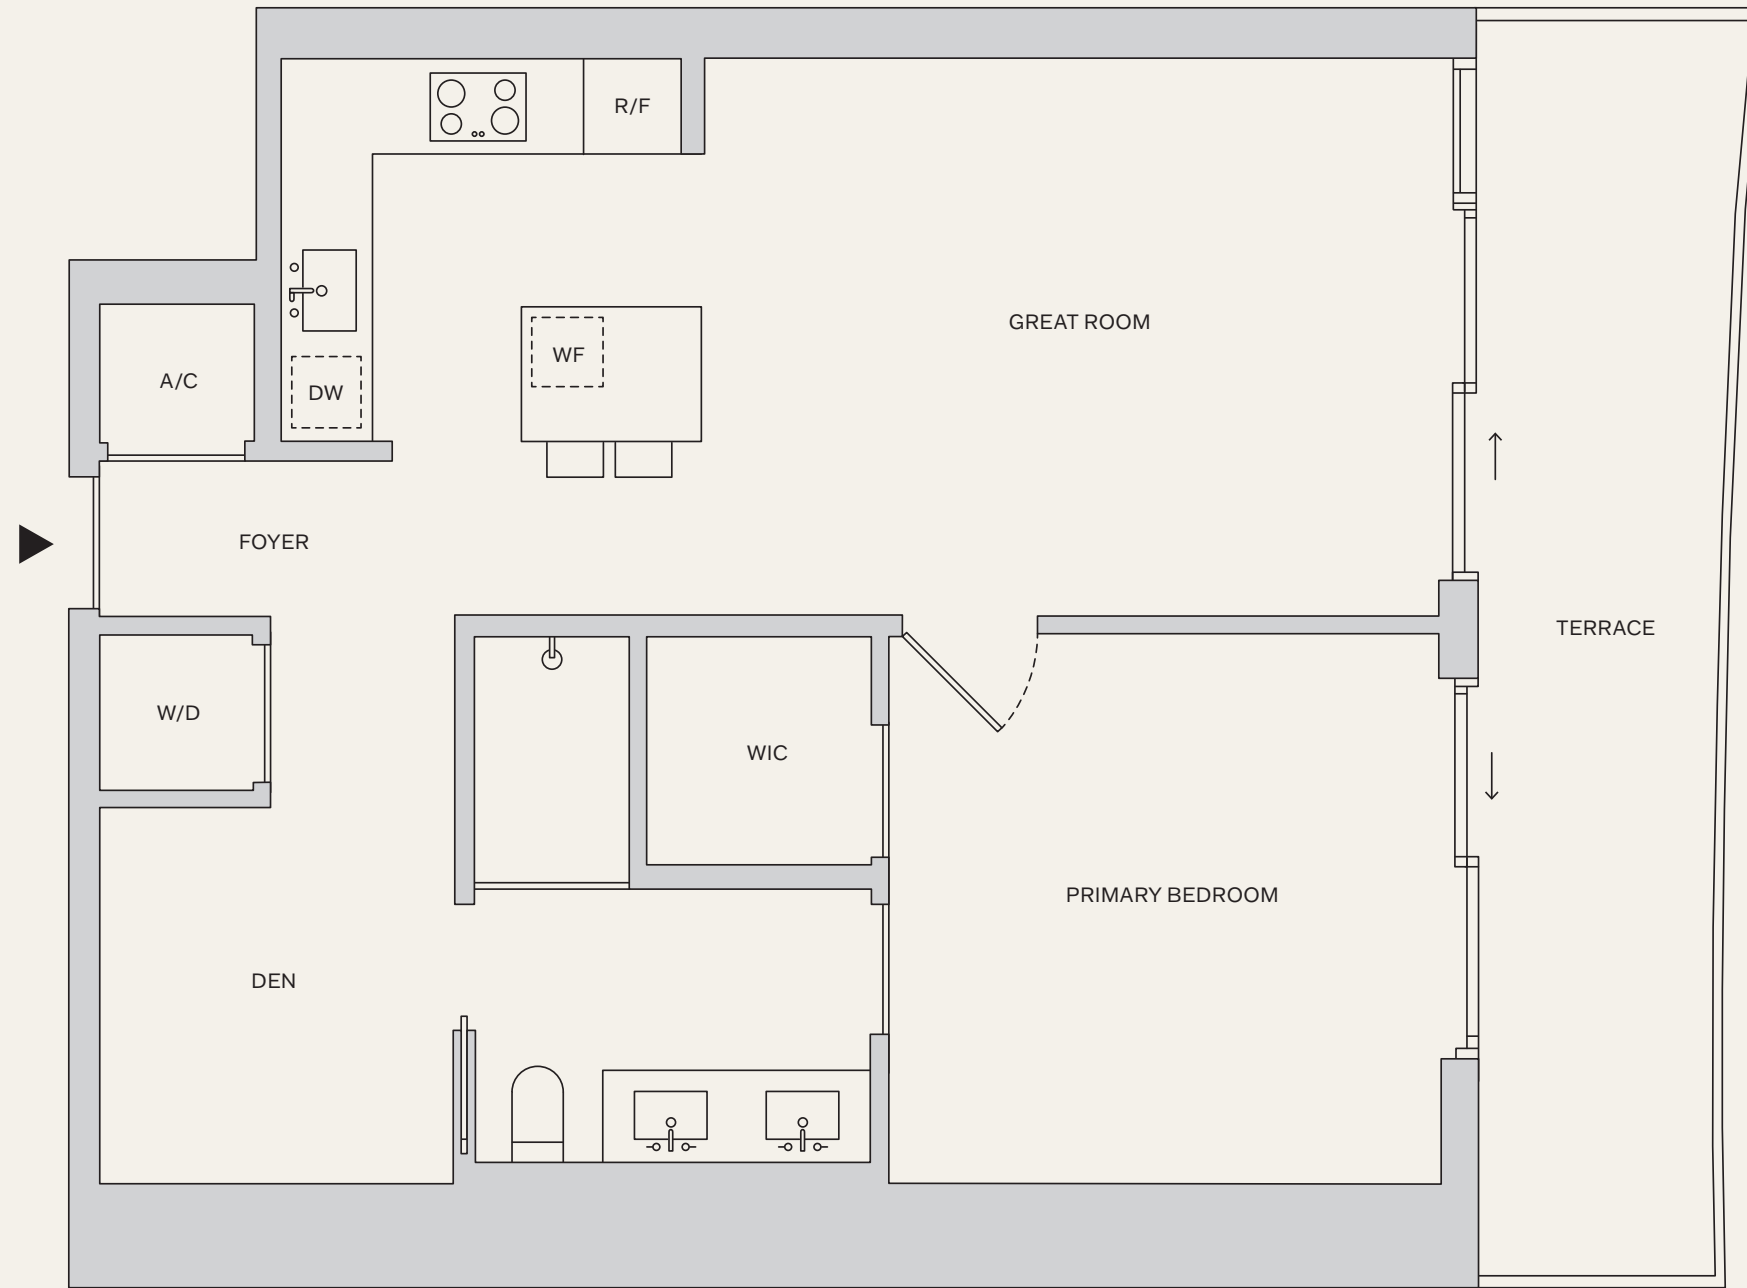 R/F
GREAT ROOM
WF
A/C
DW
FOYER
TERRACE
W/D
WIC
PRIMARY BEDROOM
DEN